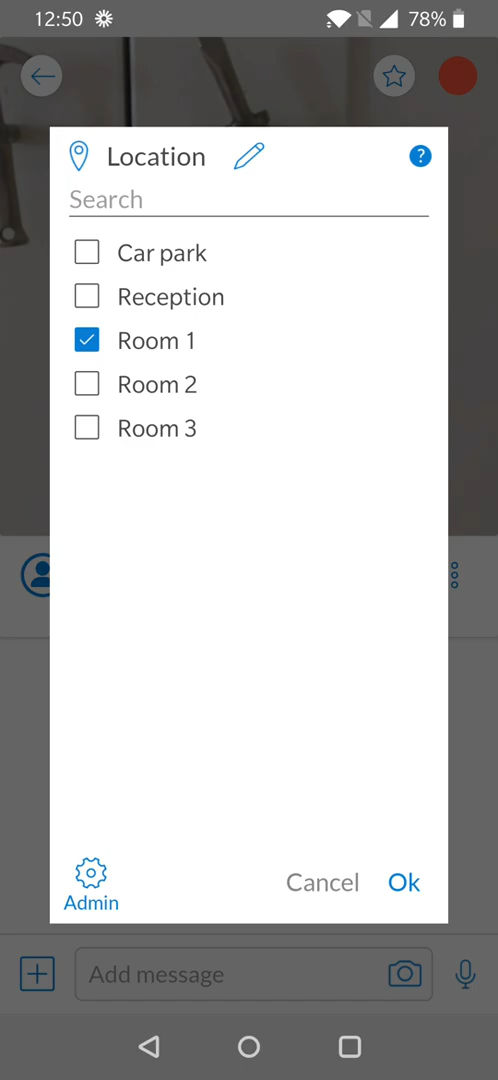 12:50 78%
Location ?
Search
Car park
Reception
Room 1
Room 2
Room 3
Admin
Cancel Ok
Add message